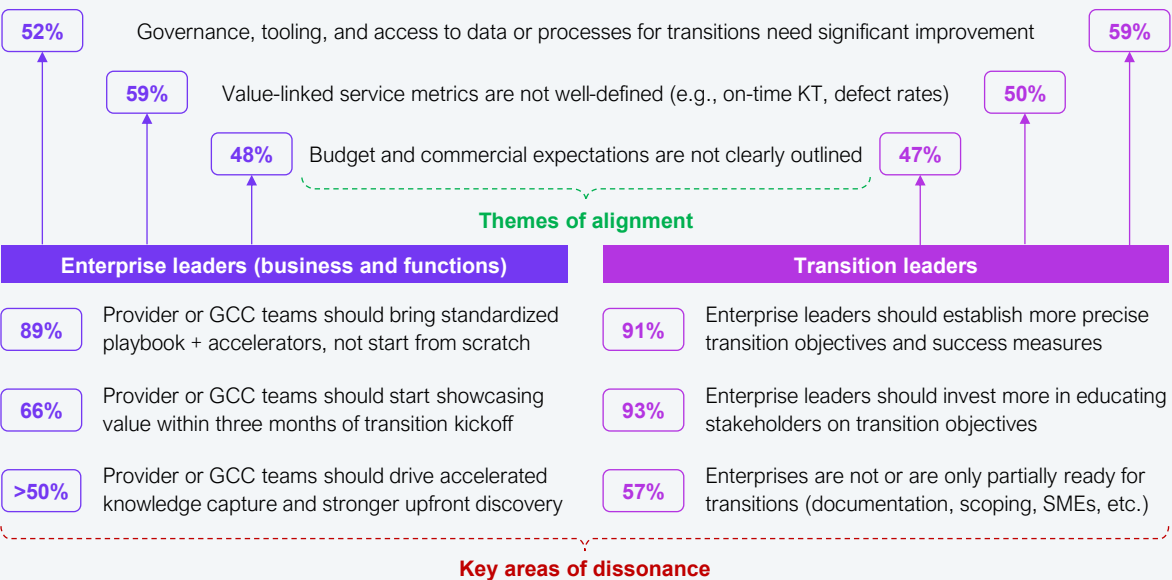 52% Governance, tooling, and access to data or processes for transitions need significant improvement 59%
59% Value-linked service metrics are not well-defined (e.g., on-time KT, defect rates) 50%
48% Budget and commercial expectations are not clearly outlined 47%
Themes of alignment
Enterprise leaders (business and functions)
89% Provider or GCC teams should bring standardized
playbook + accelerators, not start from scratch
66% Provider or GCC teams should start showcasing
value within three months of transition kickoff
>50% Provider or GCC teams should drive accelerated
knowledge capture and stronger upfront discovery
Transition leaders
91% Enterprise leaders should establish more precise
transition objectives and success measures
93% Enterprise leaders should invest more in educating
stakeholders on transition objectives
57% Enterprises are not or are only partially ready for
transitions (documentation, scoping, SMEs, etc.)
Key areas of dissonance